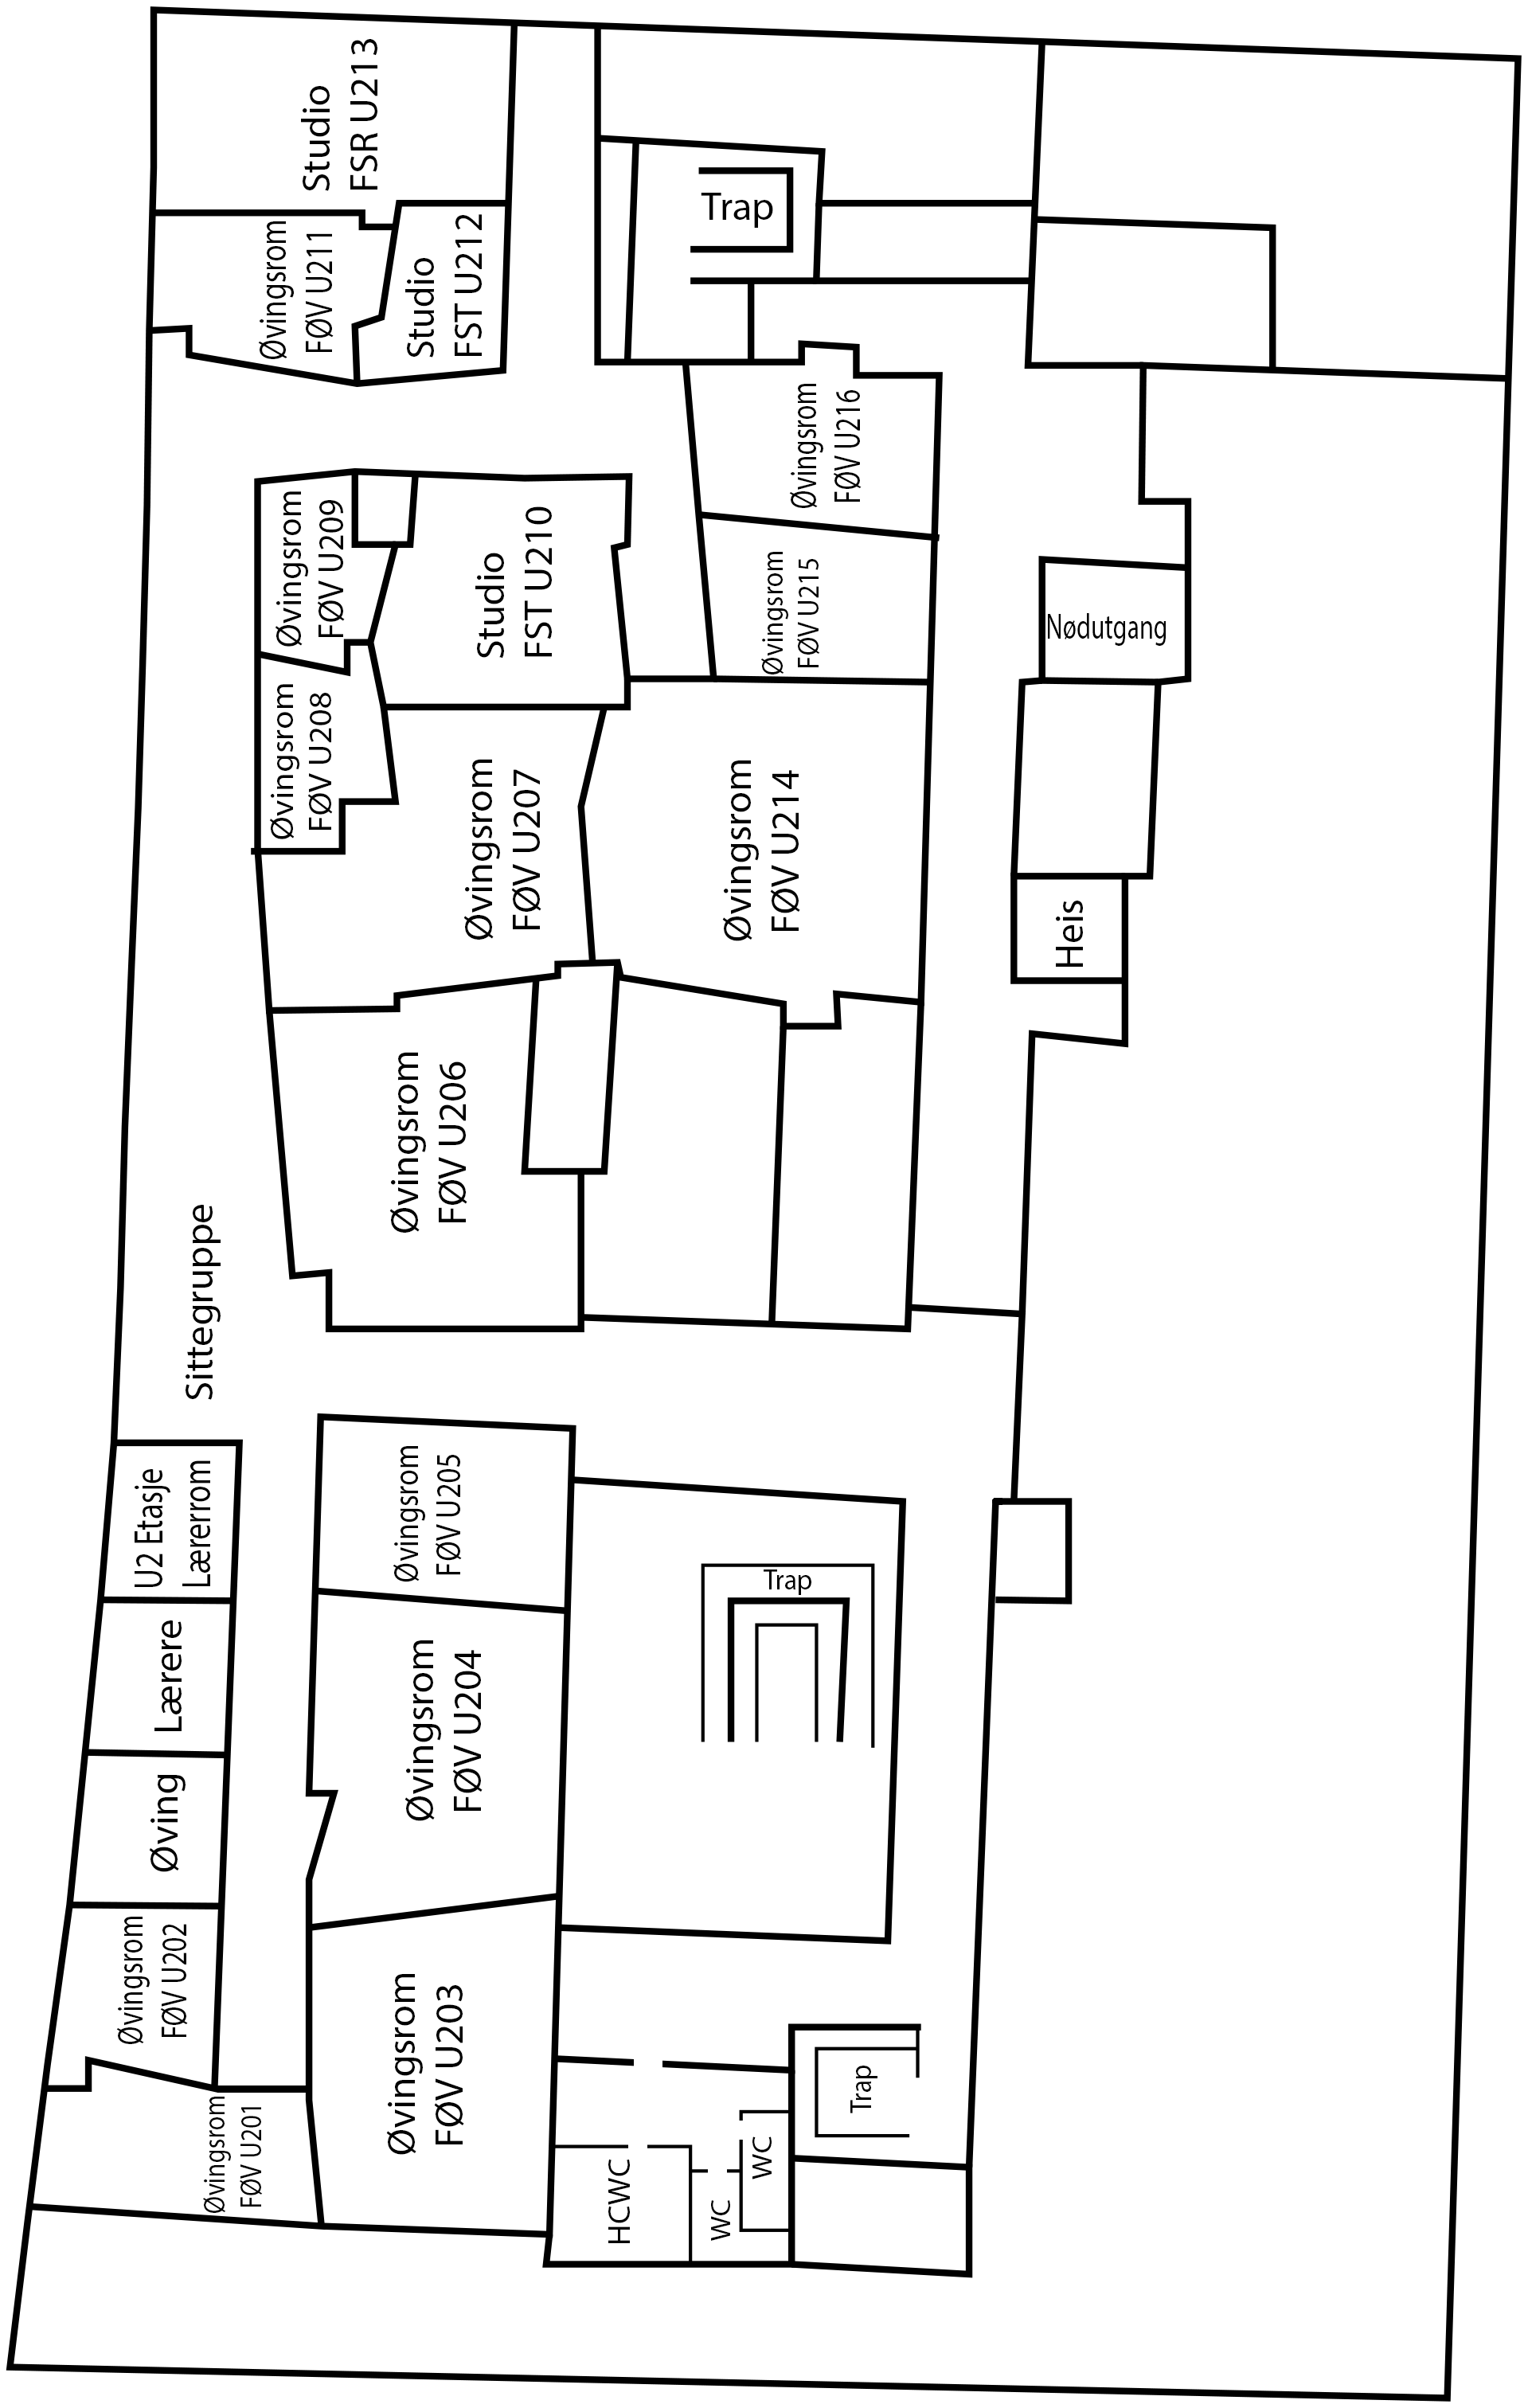 Studio
FSR U213
Øvingsrom
FØV U211
Studio
FST U212
Trap
Øvingsrom
FØV U216
Øvingsrom
FØV U209
Studio
FST U210
Øvingsrom
FØV U215
Nødutgang
Øvingsrom
FØV U208
Øvingsrom
FØV U207
Øvingsrom
FØV U214
Heis
Øvingsrom
FØV U206
Sittegruppe
U2 Etasje
Lærerrom
Øvingsrom
FØV U205
Trap
Lærere
Øvingsrom
FØV U204
Øving
Øvingsrom
FØV U202
Øvingsrom
FØV U203
Trap
Øvingsrom
FØV U201
HCWC
WC
WC